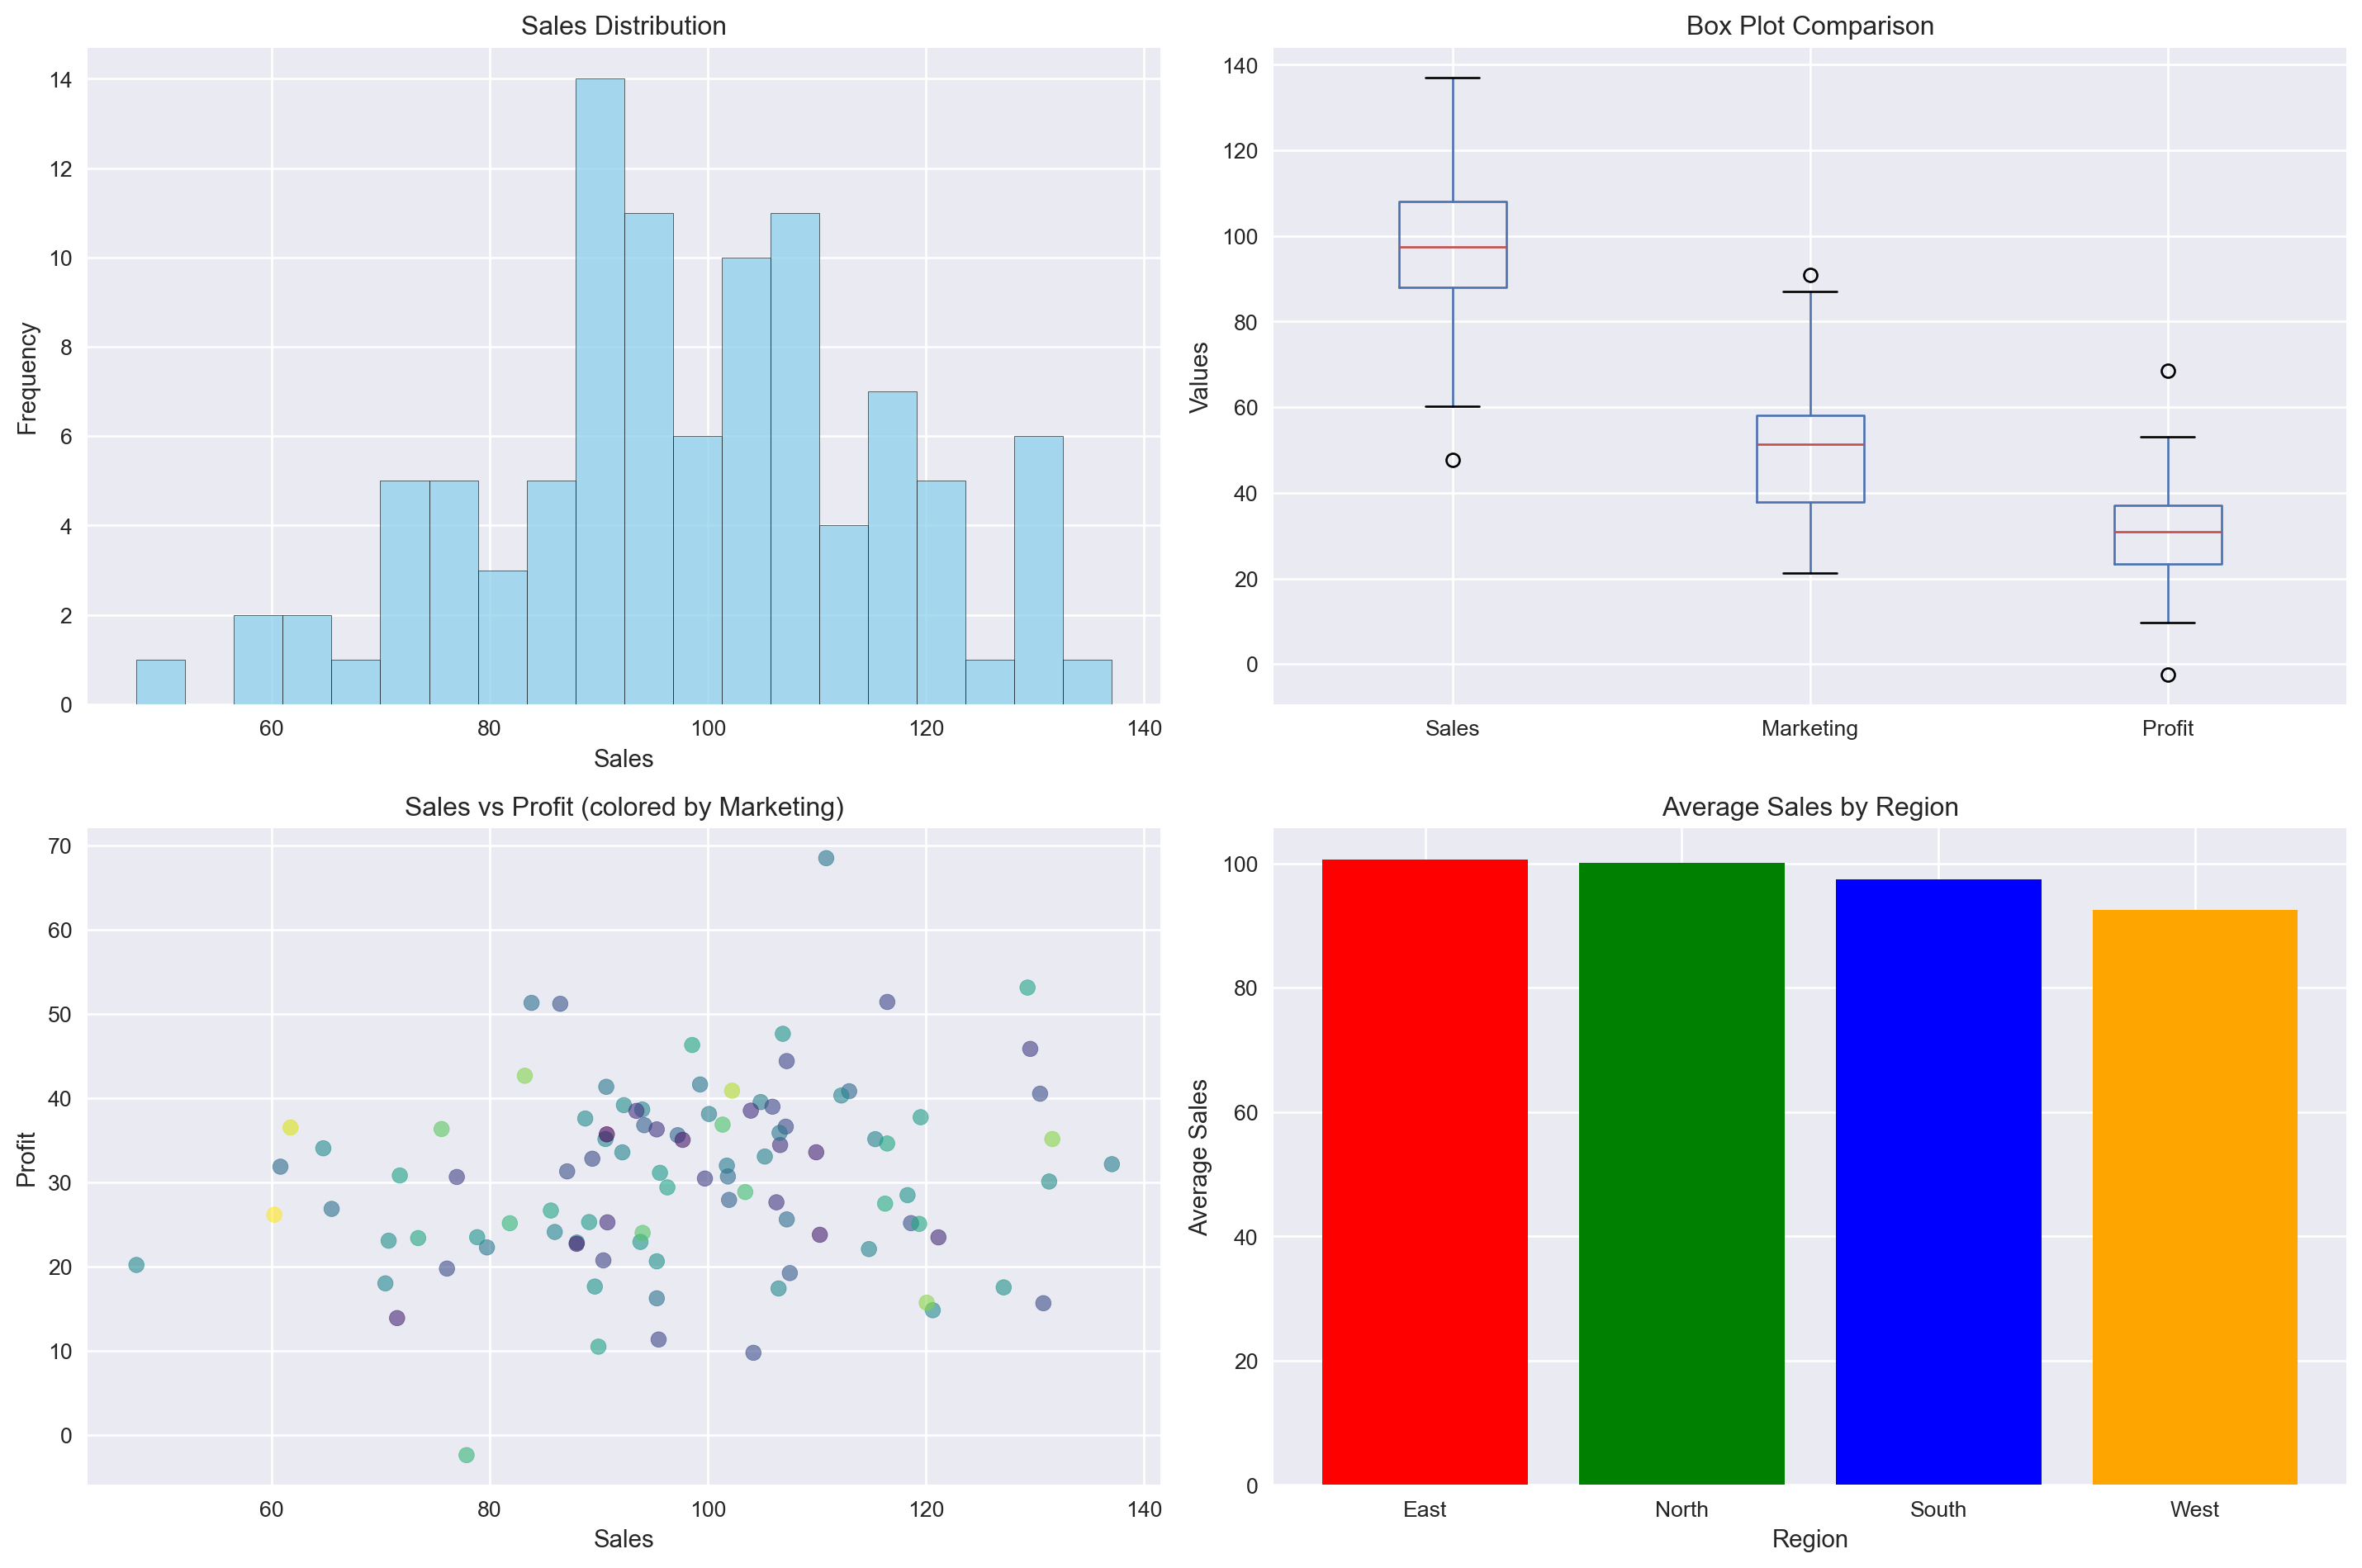 Sales Distribution
14
12
10
8
6
4
2
0
Frequency
60 80 100 120 140
Sales
Box Plot Comparison
140
120
100
80
60
40
20
0
Values
Sales Marketing Profit
Sales vs Profit (colored by Marketing)
70
60
50
40
30
20
10
0
Profit
60 80 100 120 140
Sales
Average Sales by Region
100
80
60
40
20
0
Average Sales
East North South West
Region